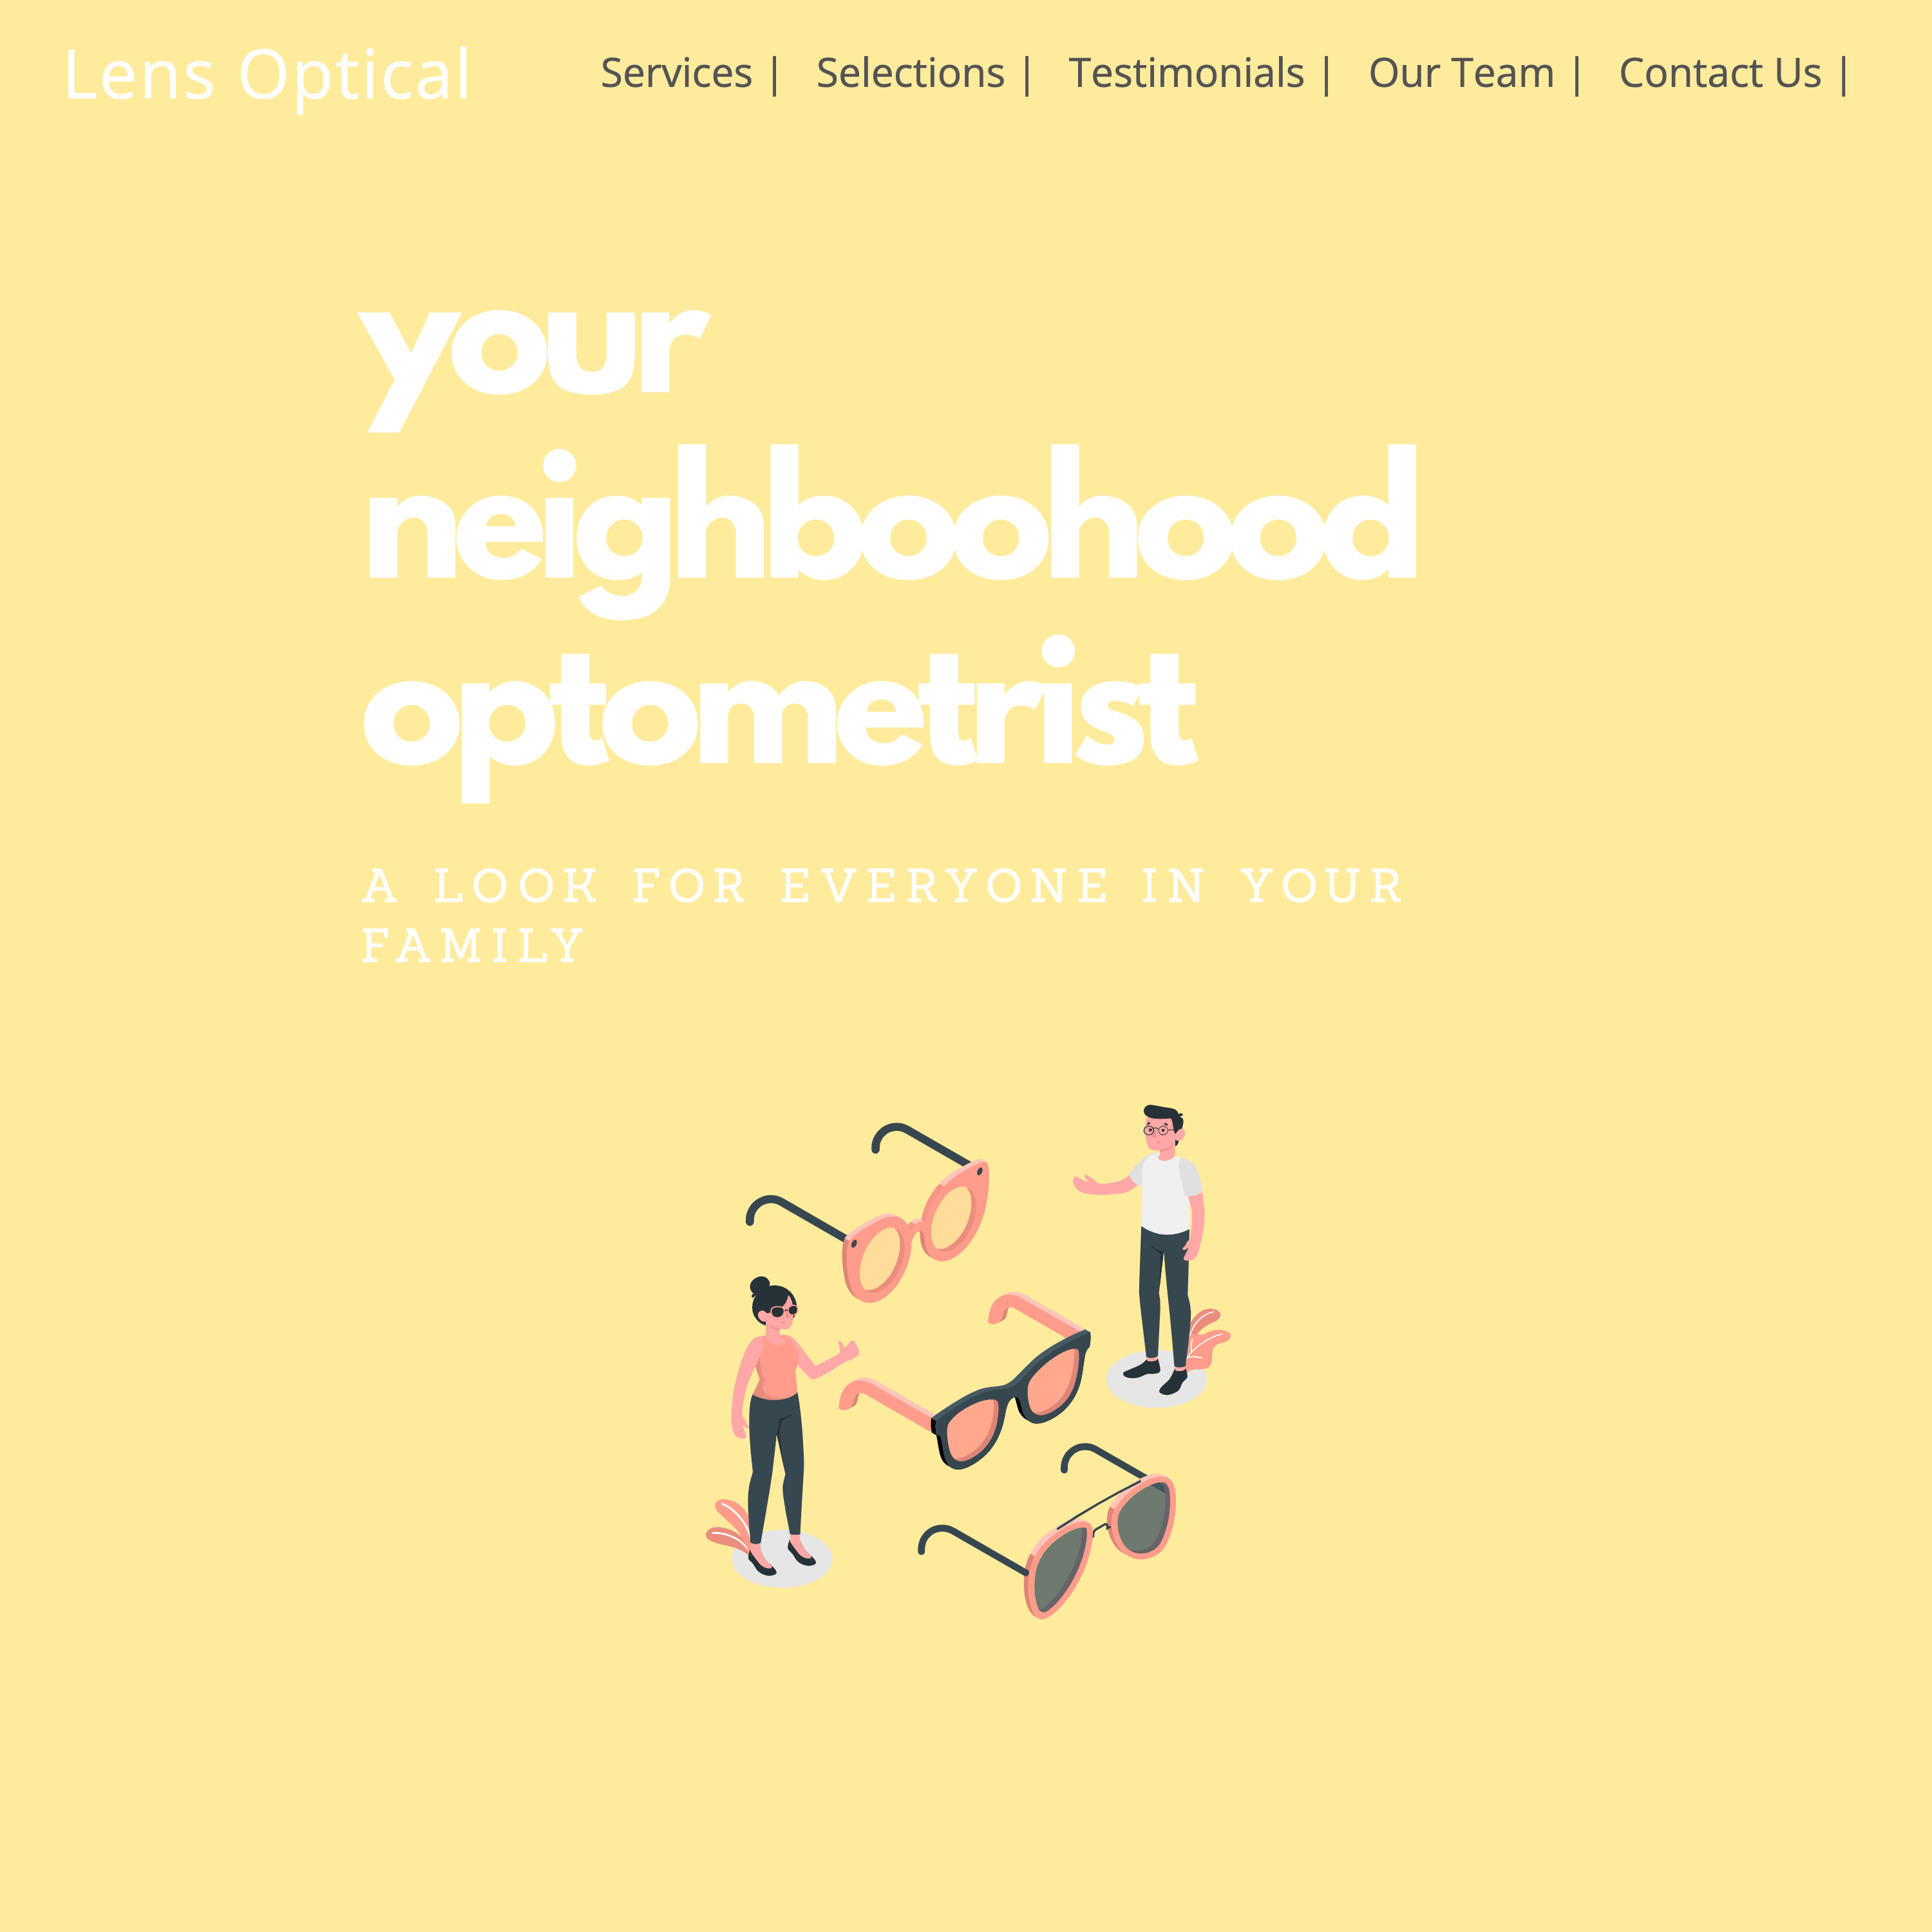 Lens Optical
Services | Selections | Testimonials | Our Team | Contact Us |
your
neighboohood
optometrist
A LOOK FOR EVERYONE IN YOUR
FAMILY